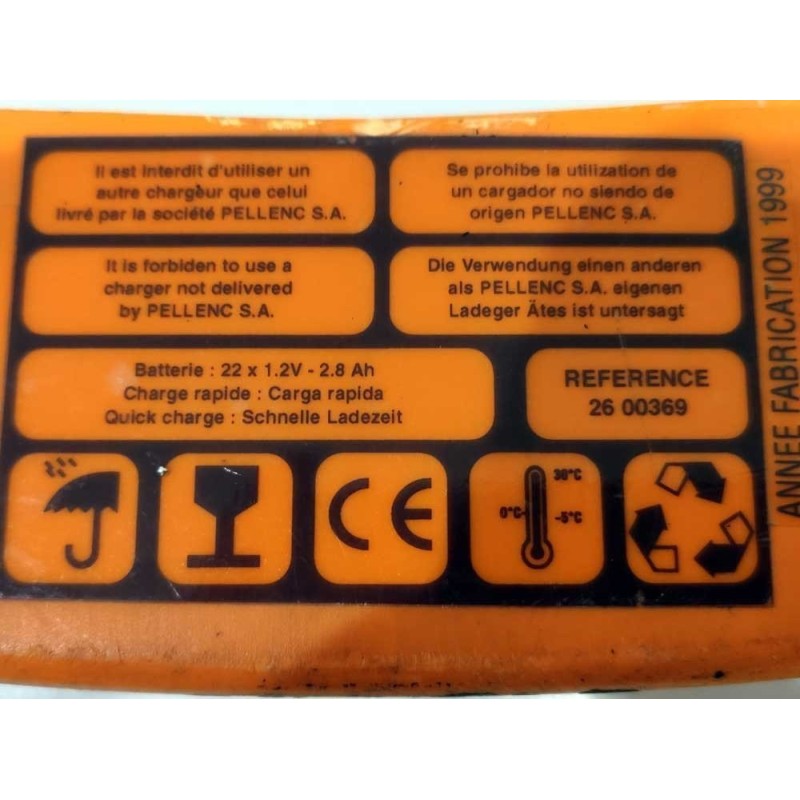 Il est interdit d'utiliser un
autre chargeur que celui
livré par la société PELLENC S.A.
Se prohibe la utilization de
un cargador no siendo de
origen PELLENC S.A.
It is forbiden to use a
charger not delivered
by PELLENC S.A.
Die Verwendung einen anderen
als PELLENC S.A. eigenen
Ladeger Ätes ist untersagt
Batterie : 22 x 1.2V - 2.8 Ah
Charge rapide : Carga rapida
Quick charge : Schnelle Ladezeit
REFERENCE
26 00369
CE
30°C
0°C
-5°C
ANNEE FABRICATION 1999